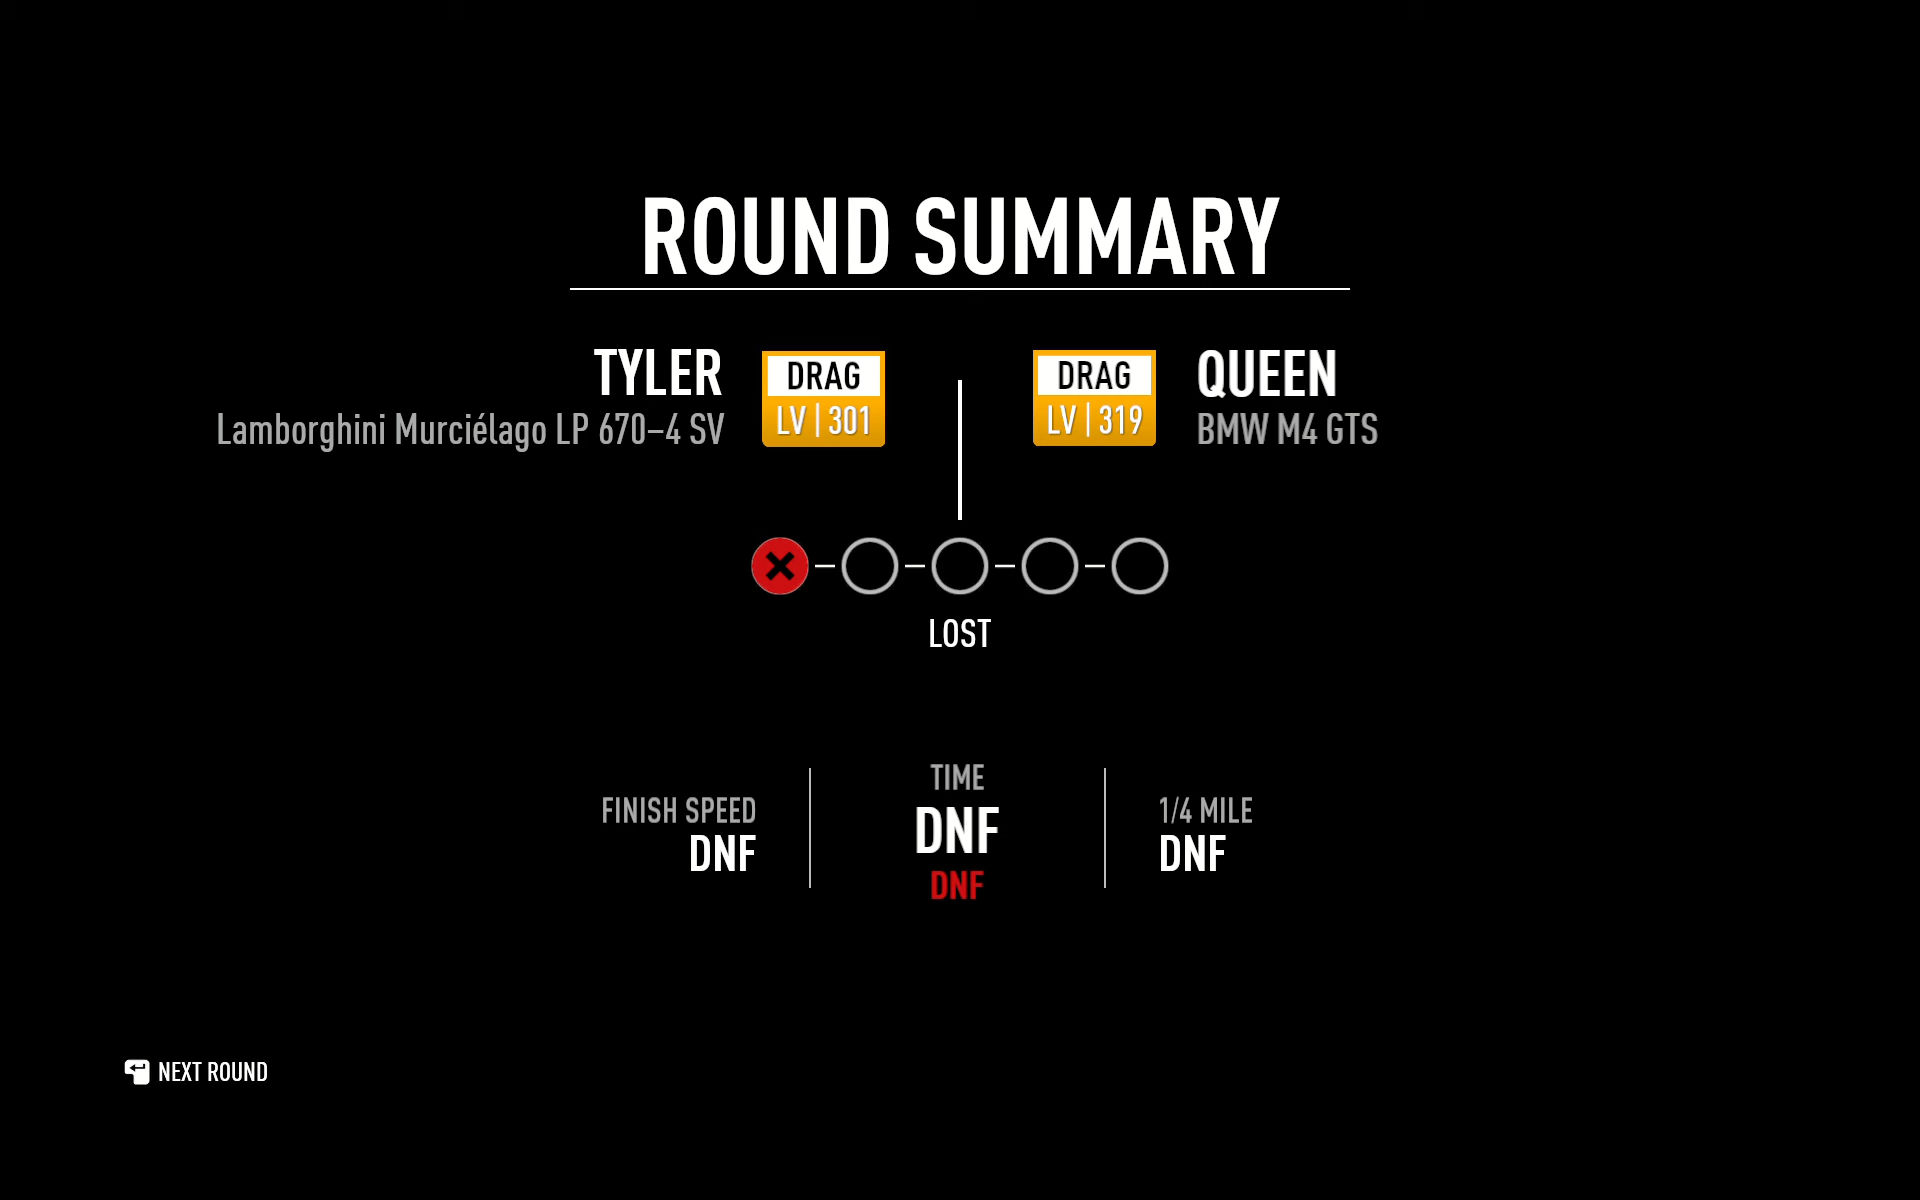 ROUND SUMMARY
TYLER
Lamborghini Murciélago LP 670–4 SV
DRAG
LV | 301
DRAG
LV | 319
QUEEN
BMW M4 GTS
LOST
FINISH SPEED
DNF
TIME
DNF
DNF
1/4 MILE
DNF
NEXT ROUND